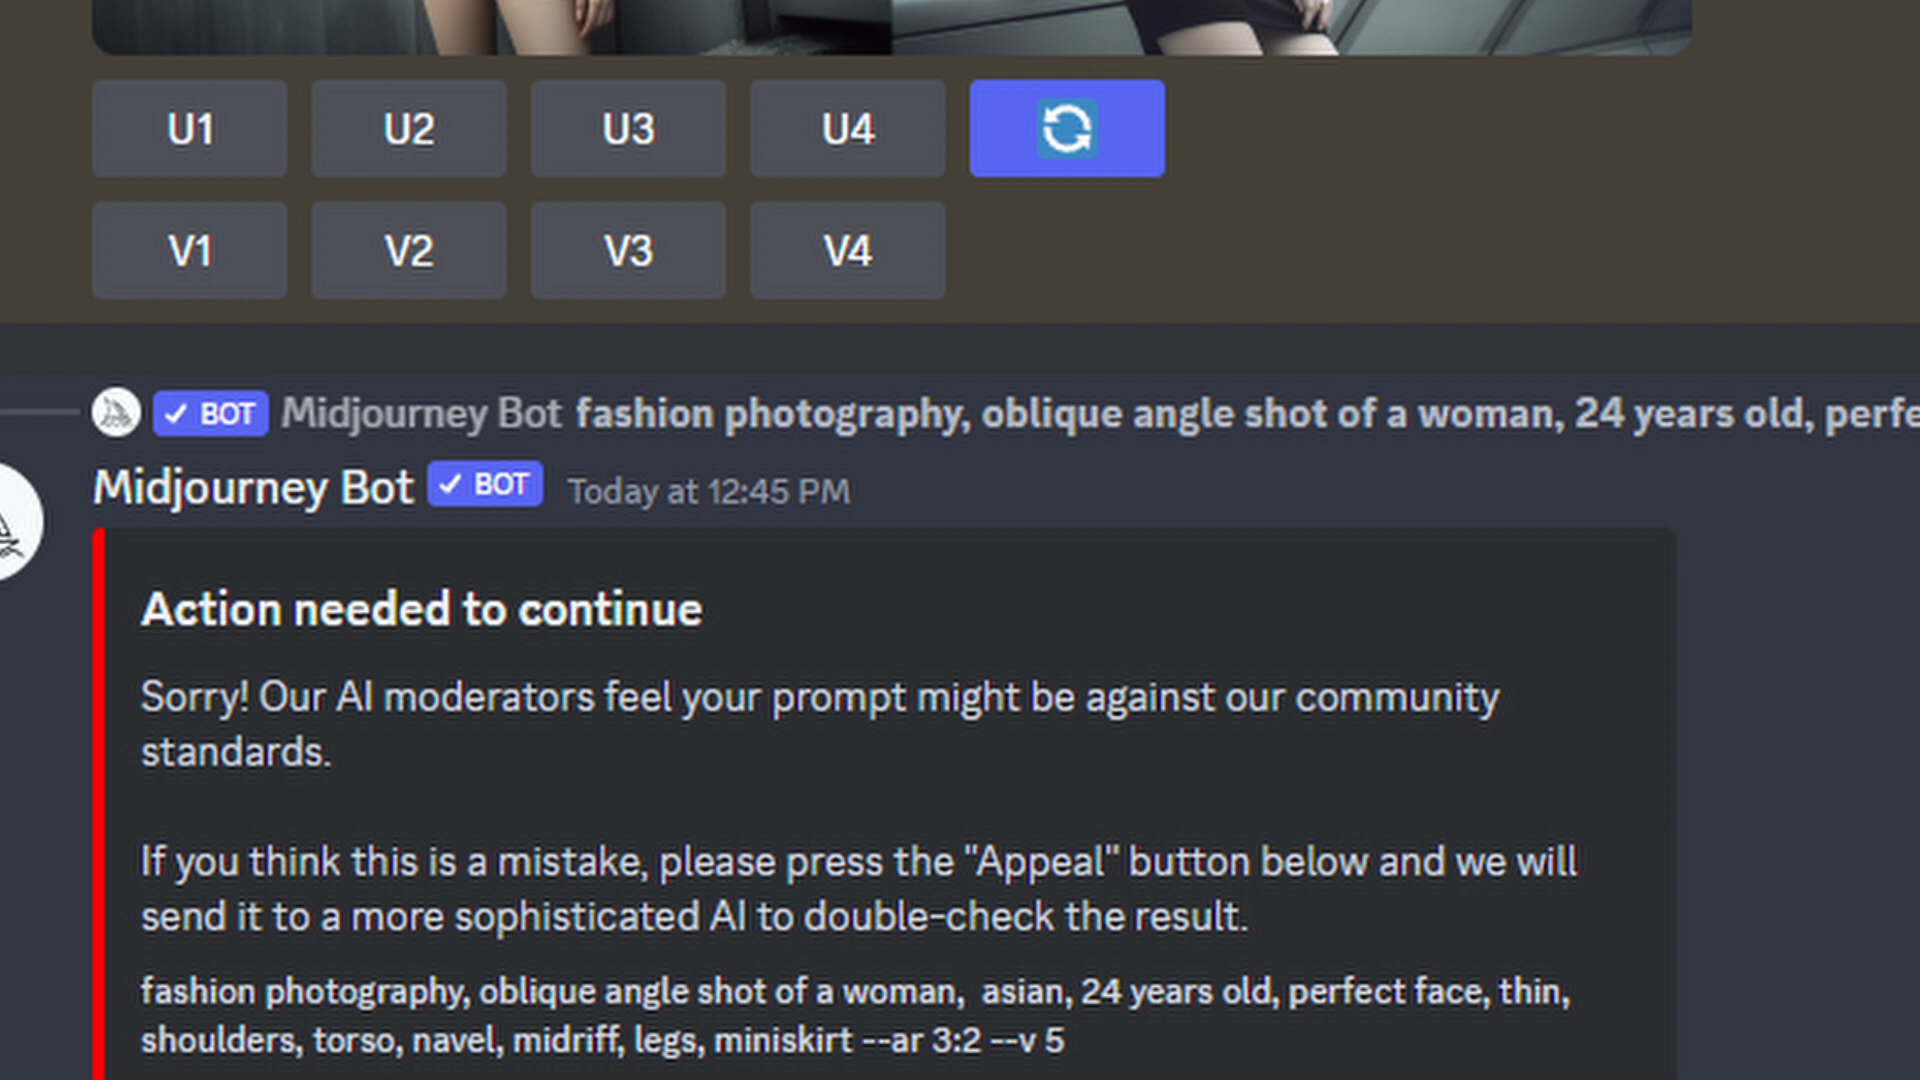 U1 U2 U3 U4
V1 V2 V3 V4
BOT Midjourney Bot fashion photography, oblique angle shot of a woman, 24 years old, perfe
Midjourney Bot BOT Today at 12:45 PM
Action needed to continue
Sorry! Our AI moderators feel your prompt might be against our community
standards.
If you think this is a mistake, please press the "Appeal" button below and we will
send it to a more sophisticated AI to double-check the result.
fashion photography, oblique angle shot of a woman,  asian, 24 years old, perfect face, thin,
shoulders, torso, navel, midriff, legs, miniskirt --ar 3:2 --v 5